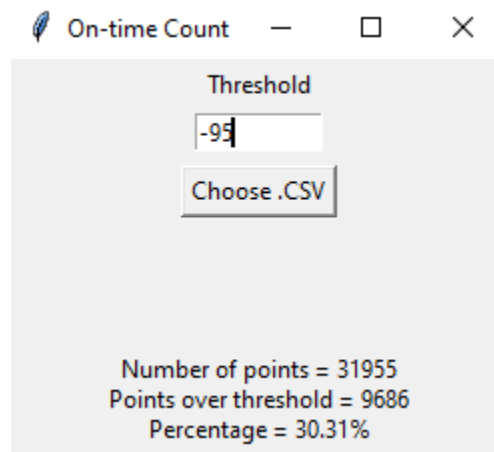 On-time Count
Threshold
-95
Choose .CSV
Number of points = 31955
Points over threshold = 9686
Percentage = 30.31%